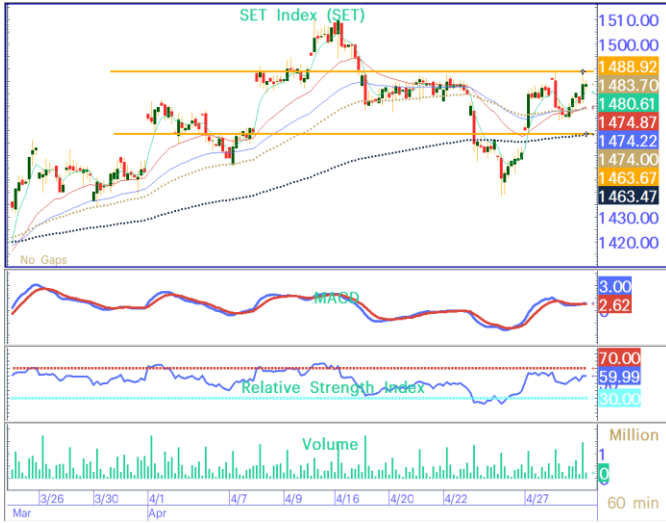 SET Index (SET)
1510.00
1500.00
1488.92
1483.70
1480.61
1474.87
1474.22
1474.00
1463.67
1463.47
1430.00
1420.00
No Gaps
MACD
3.00
2.62
70.00
59.99
Relative Strength Index
30.00
Volume
Million
1
0
3/26 3/30 4/1 4/7 4/9 4/16 4/20 4/22 4/27
Mar Apr
60 min